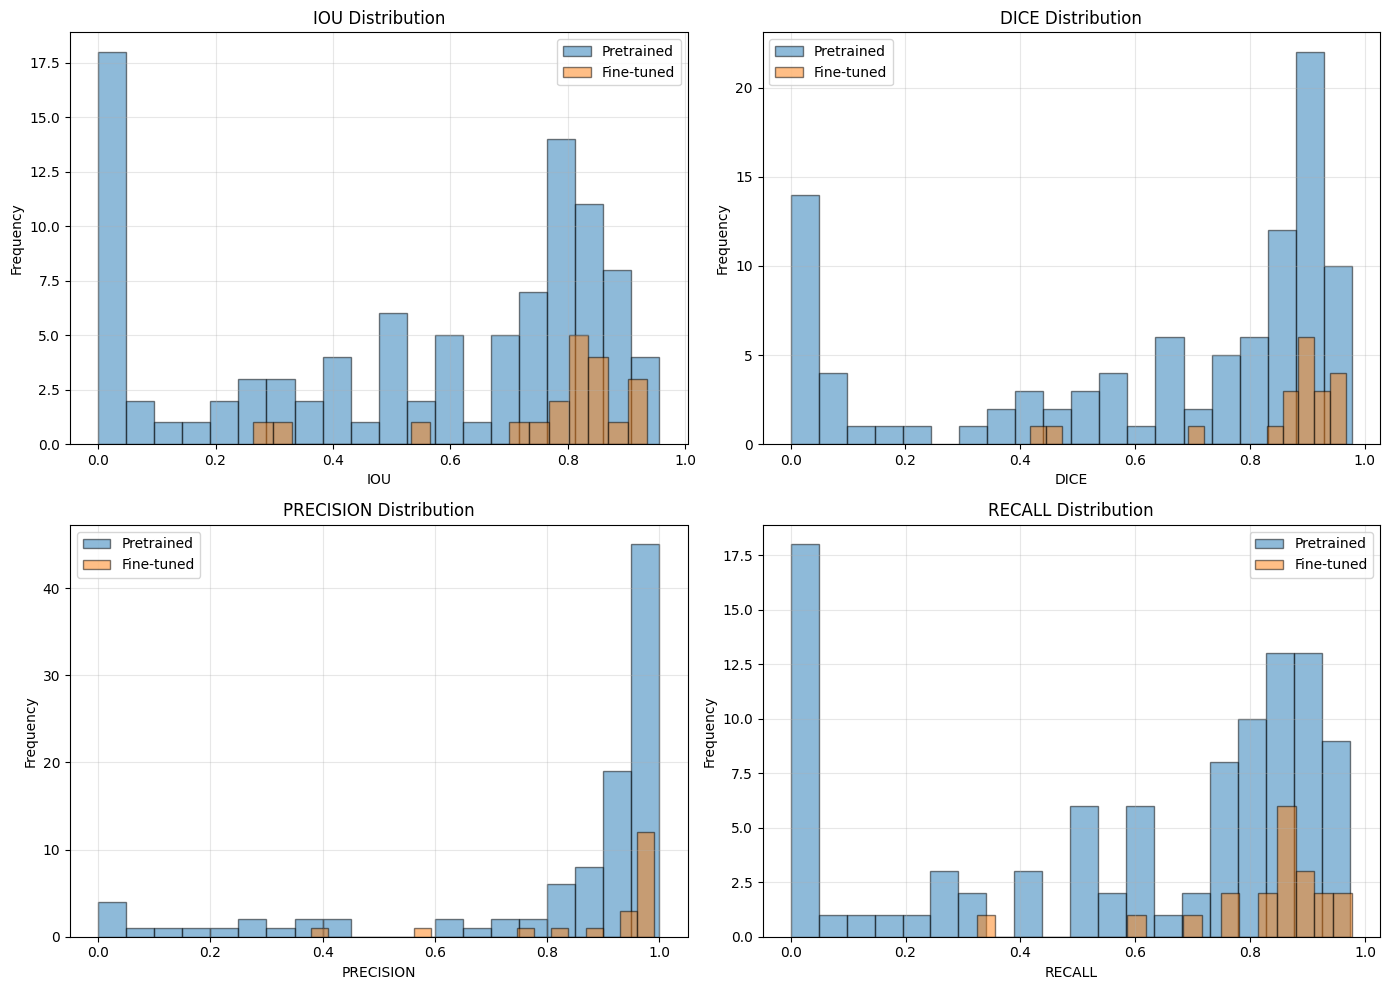 IOU Distribution
Pretrained
Fine-tuned
17.5
15.0
12.5
10.0
7.5
5.0
2.5
0.0
Frequency
0.0 0.2 0.4 0.6 0.8 1.0
IOU
DICE Distribution
Pretrained
Fine-tuned
20
15
10
5
0
Frequency
0.0 0.2 0.4 0.6 0.8 1.0
DICE
PRECISION Distribution
Pretrained
Fine-tuned
40
30
20
10
0
Frequency
0.0 0.2 0.4 0.6 0.8 1.0
PRECISION
RECALL Distribution
Pretrained
Fine-tuned
17.5
15.0
12.5
10.0
7.5
5.0
2.5
0.0
Frequency
0.0 0.2 0.4 0.6 0.8 1.0
RECALL